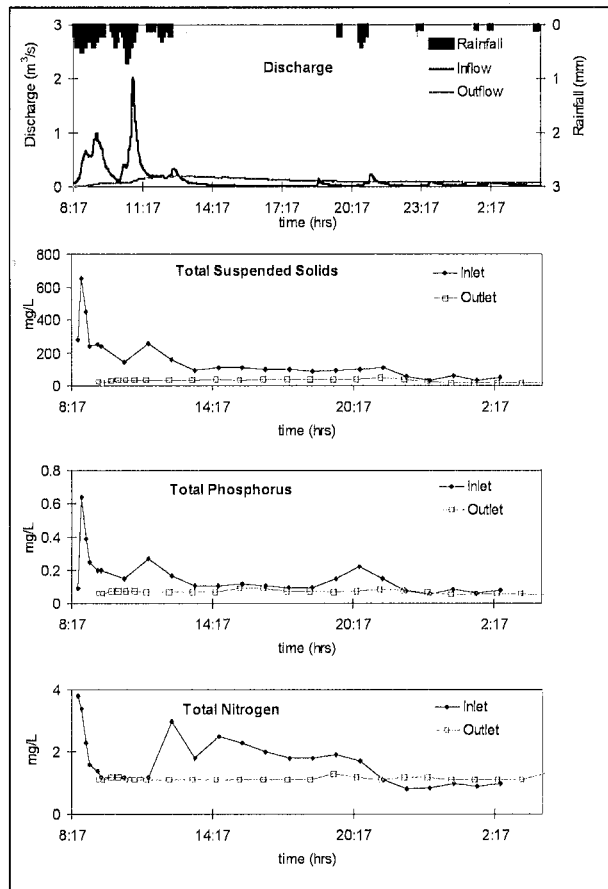 3
2
1
0
Discharge (m³/s)
Discharge
Rainfall
Inflow
Outflow
0
1
2
3
Rainfall (mm)
8:17 11:17 14:17 17:17 20:17 23:17 2:17
time (hrs)
800
600
400
200
0
mg/L
Total Suspended Solids
Inlet
Outlet
8:17 14:17 20:17 2:17
time (hrs)
0.8
0.6
0.4
0.2
0
mg/L
Total Phosphorus
Inlet
Outlet
8:17 14:17 20:17 2:17
time (hrs)
4
2
0
mg/L
Total Nitrogen
Inlet
Outlet
8:17 14:17 20:17 2:17
time (hrs)